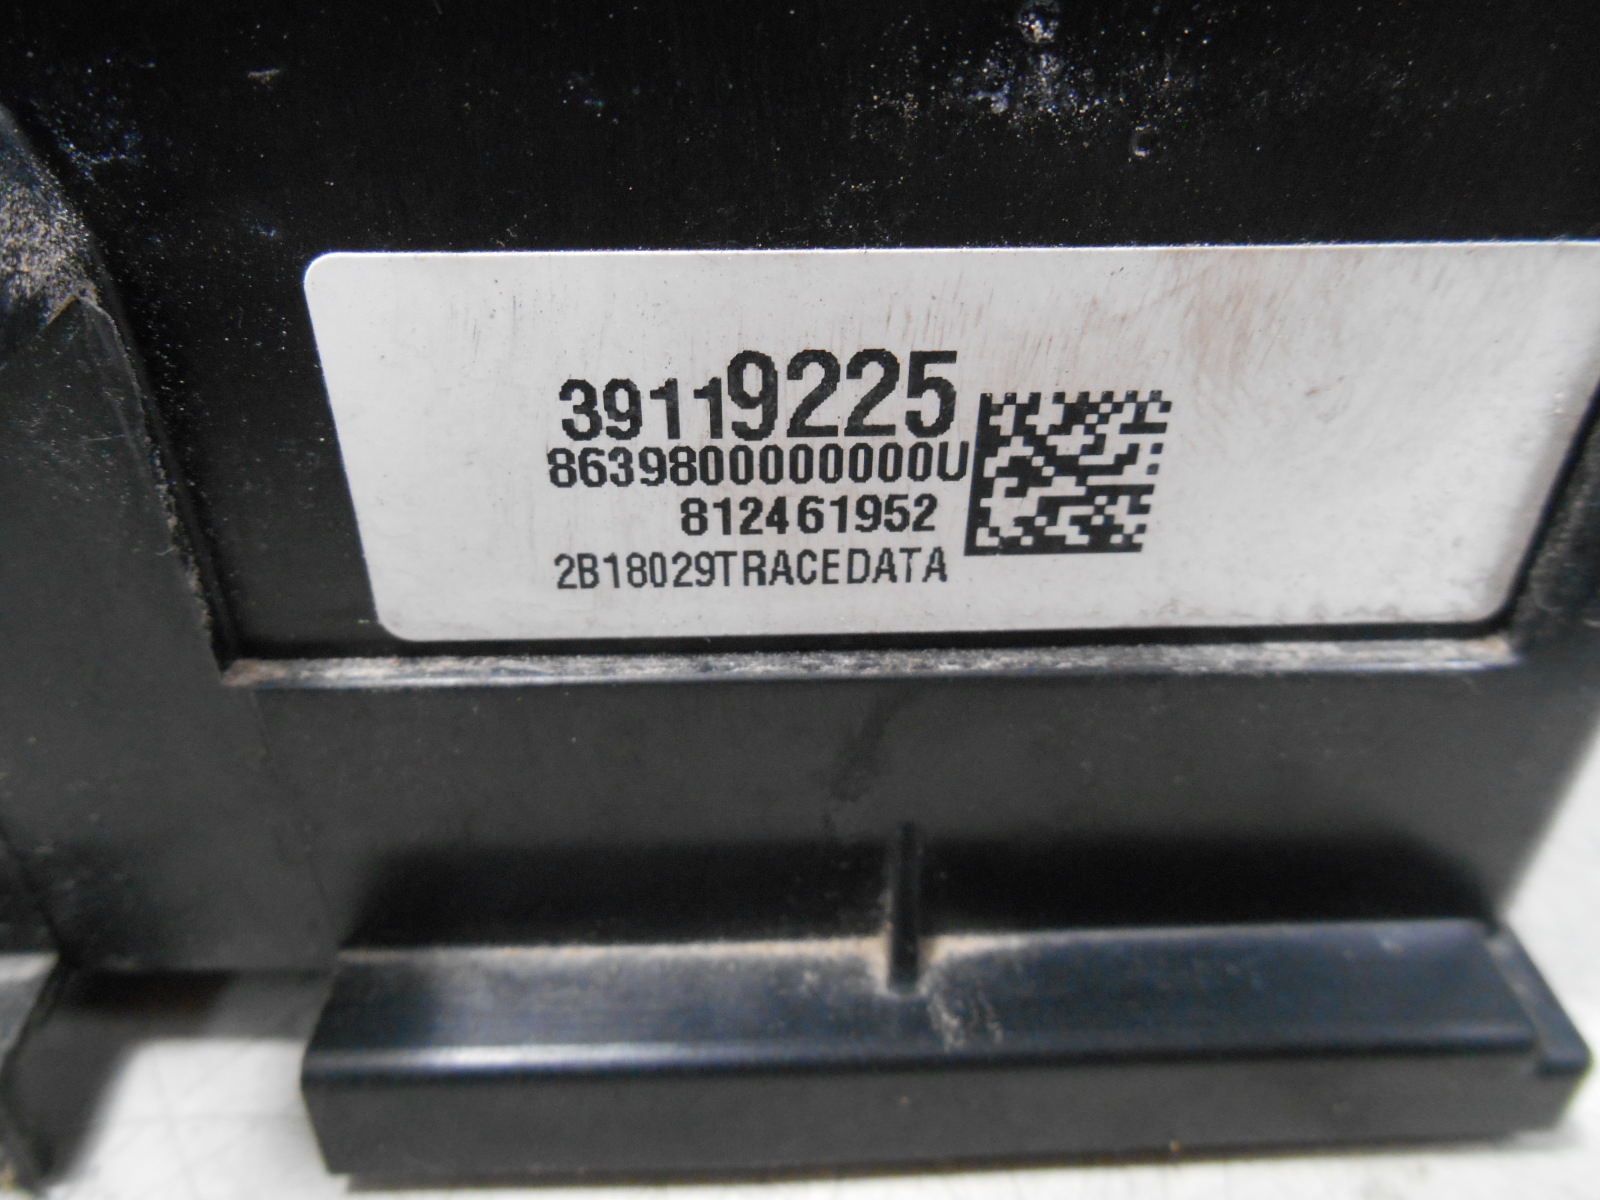 39119225
8639800000000U
812461952
2B18029TRACEDATA